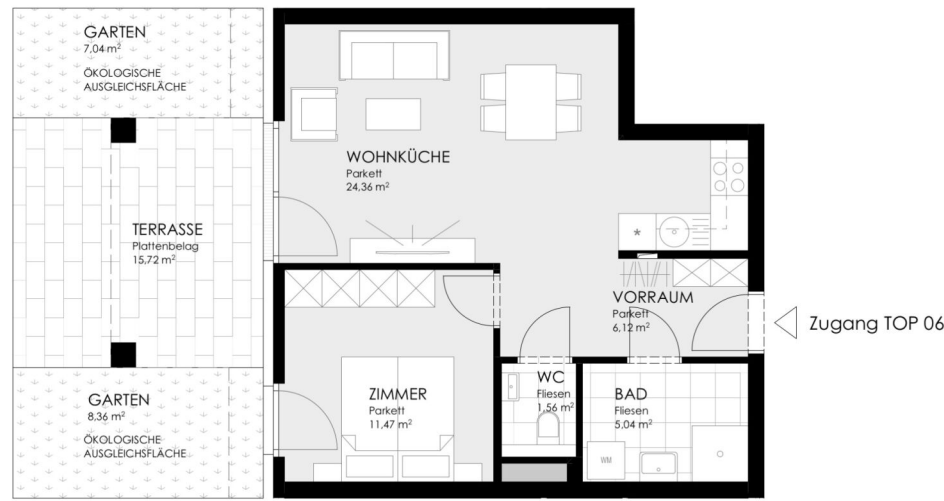 GARTEN
7,04 m²
ÖKOLOGISCHE
AUSGLEICHSFLÄCHE
WOHNKÜCHE
Parkett
24,36 m²
TERRASSE
Plattenbelag
15,72 m²
*
VORRAUM
Parkett
6,12 m²
Zugang TOP 06
GARTEN
8,36 m²
ÖKOLOGISCHE
AUSGLEICHSFLÄCHE
ZIMMER
Parkett
11,47 m²
WC
Fliesen
1,56 m²
BAD
Fliesen
5,04 m²
WM